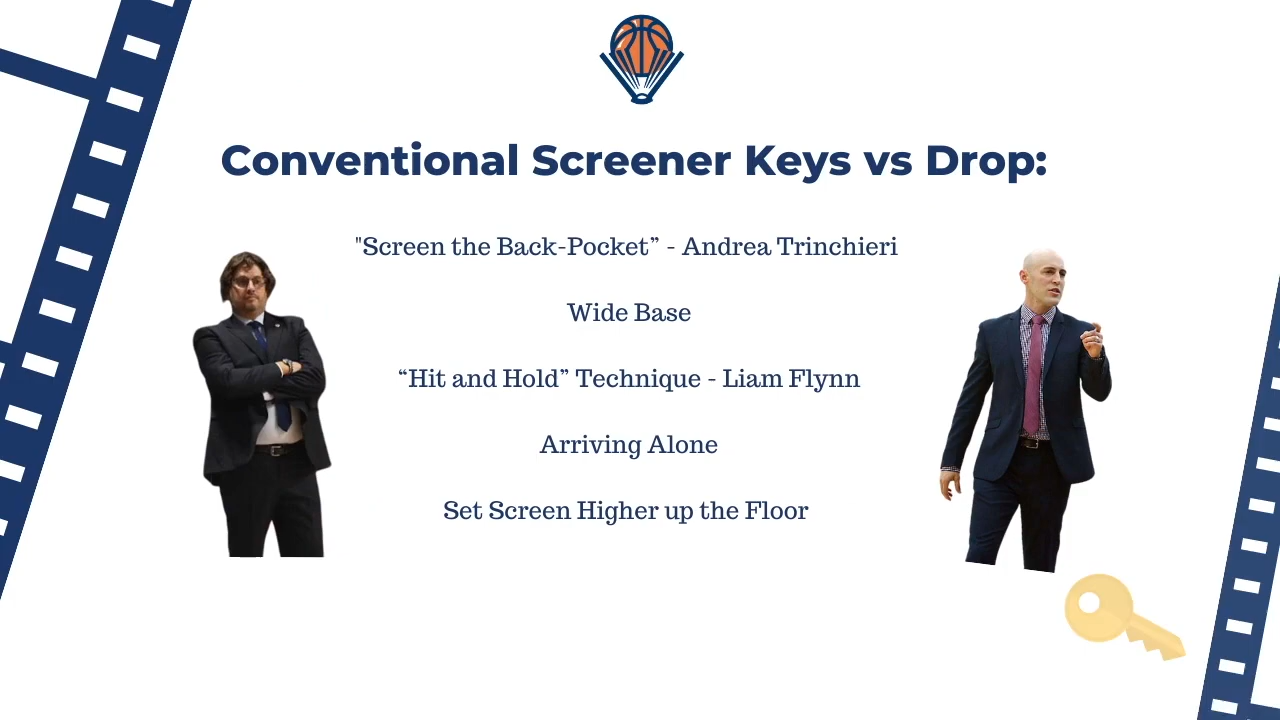 Conventional Screener Keys vs Drop:
"Screen the Back-Pocket” - Andrea Trinchieri
Wide Base
“Hit and Hold” Technique - Liam Flynn
Arriving Alone
Set Screen Higher up the Floor